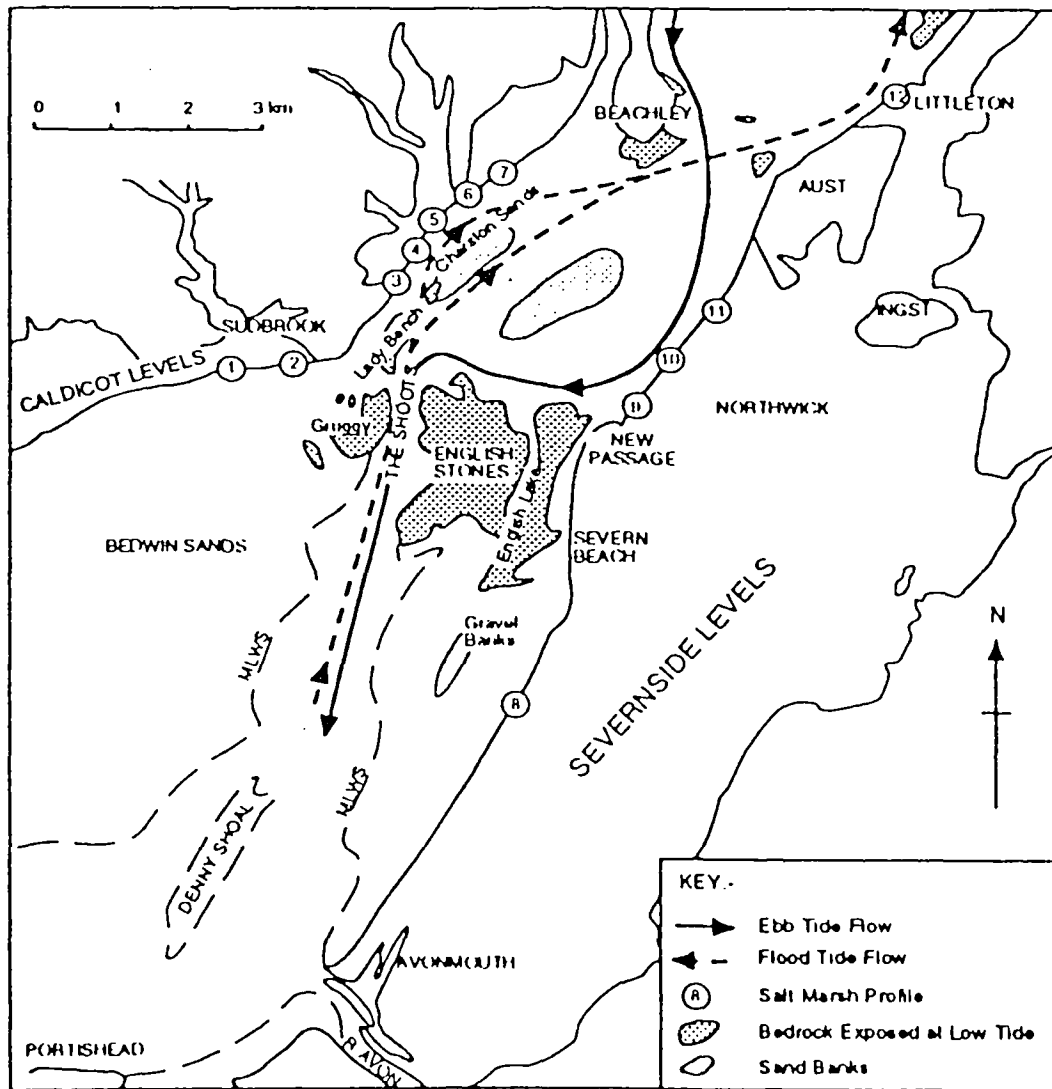 0 1 2 3 km
BEACHLEY
12
LITTLETON
7
6
AUST
5
Charston Sands
4
3
SUDBROOK
INGST
11
Lady Bench
CALDICOT LEVELS
1
2
10
9
NORTHWICK
THE SHOOTS
Gruggy
NEW
PASSAGE
ENGLISH
STONES
English Lake
BEDWIN SANDS
SEVERN
BEACH
SEVERNSIDE LEVELS
N
Gravel
Banks
MLWS
8
MLWS
DENNY SHOAL
KEY:-
Ebb Tide Flow
AVONMOUTH
Flood Tide Flow
8
Salt Marsh Profile
PORTISHEAD
R AVON
Bedrock Exposed at Low Tide
Sand Banks